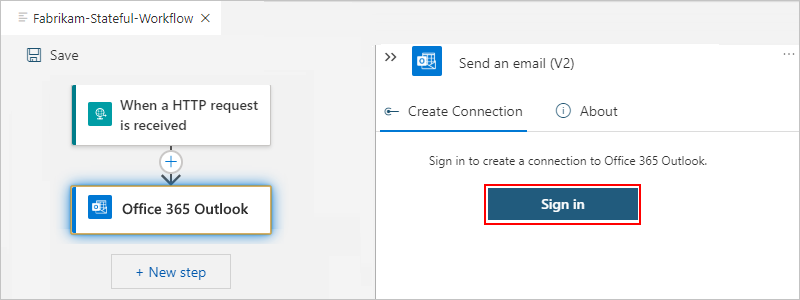 Fabrikam-Stateful-Workflow
Save
When a HTTP request
is received
Office 365 Outlook
+ New step
Send an email (V2)
Create Connection
About
Sign in to create a connection to Office 365 Outlook.
Sign in